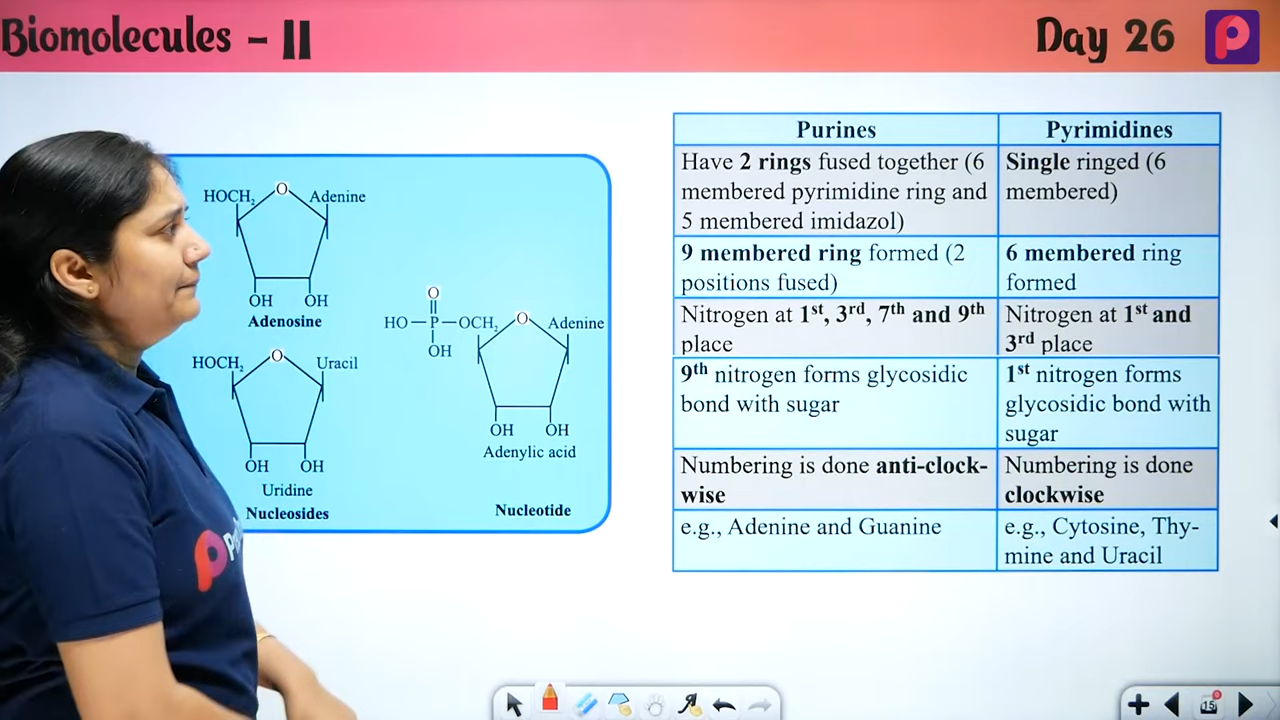 Biomolecules - II
Day 26
HOCH2
O
Adenine
OH
OH
Adenosine
HOCH2
O
Uracil
OH
OH
Uridine
Nucleosides
O
HO
P
OCH2
O
Adenine
OH
OH
OH
Adenylic acid
Nucleotide
Purines
Pyrimidines
Have 2 rings fused together (6
membered pyrimidine ring and
5 membered imidazol)
Single ringed (6
membered)
9 membered ring formed (2
positions fused)
6 membered ring
formed
Nitrogen at 1st, 3rd, 7th and 9th
place
Nitrogen at 1st and
3rd place
9th nitrogen forms glycosidic
bond with sugar
1st nitrogen forms
glycosidic bond with
sugar
Numbering is done anti-clock-
wise
Numbering is done
clockwise
e.g., Adenine and Guanine
e.g., Cytosine, Thy-
mine and Uracil
15